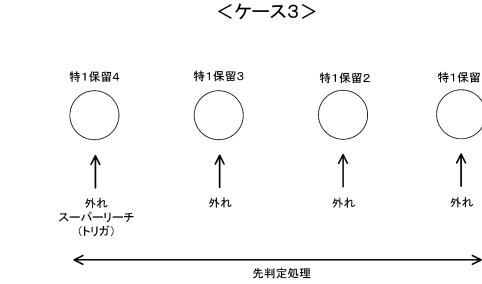 ＜ケース3＞
特1保留4 特1保留3 特1保留2 特1保留
外れ 外れ 外れ 外れ
スーパーリーチ
（トリガ）
先判定処理